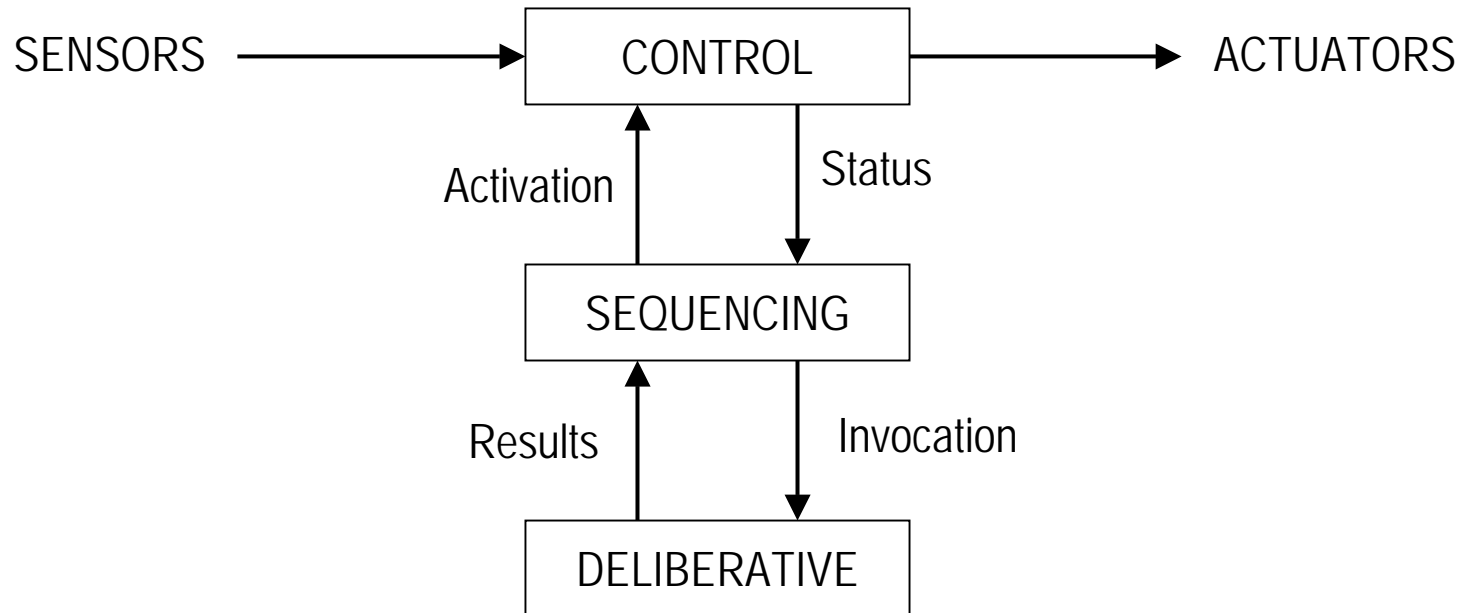 SENSORS
CONTROL
ACTUATORS
Activation
Status
SEQUENCING
Results
Invocation
DELIBERATIVE